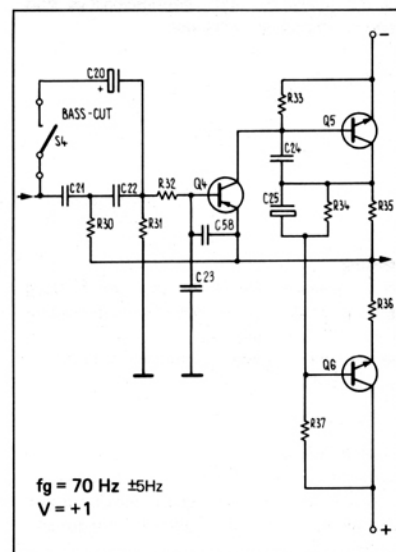 −
C20
+
R33
BASS-CUT
Q4
Q5
S4
C24
C21
C22
R32
C25
R34
R35
C58
R30
R31
C23
R36
Q6
R37
fg = 70 Hz ±5Hz
V = +1
+